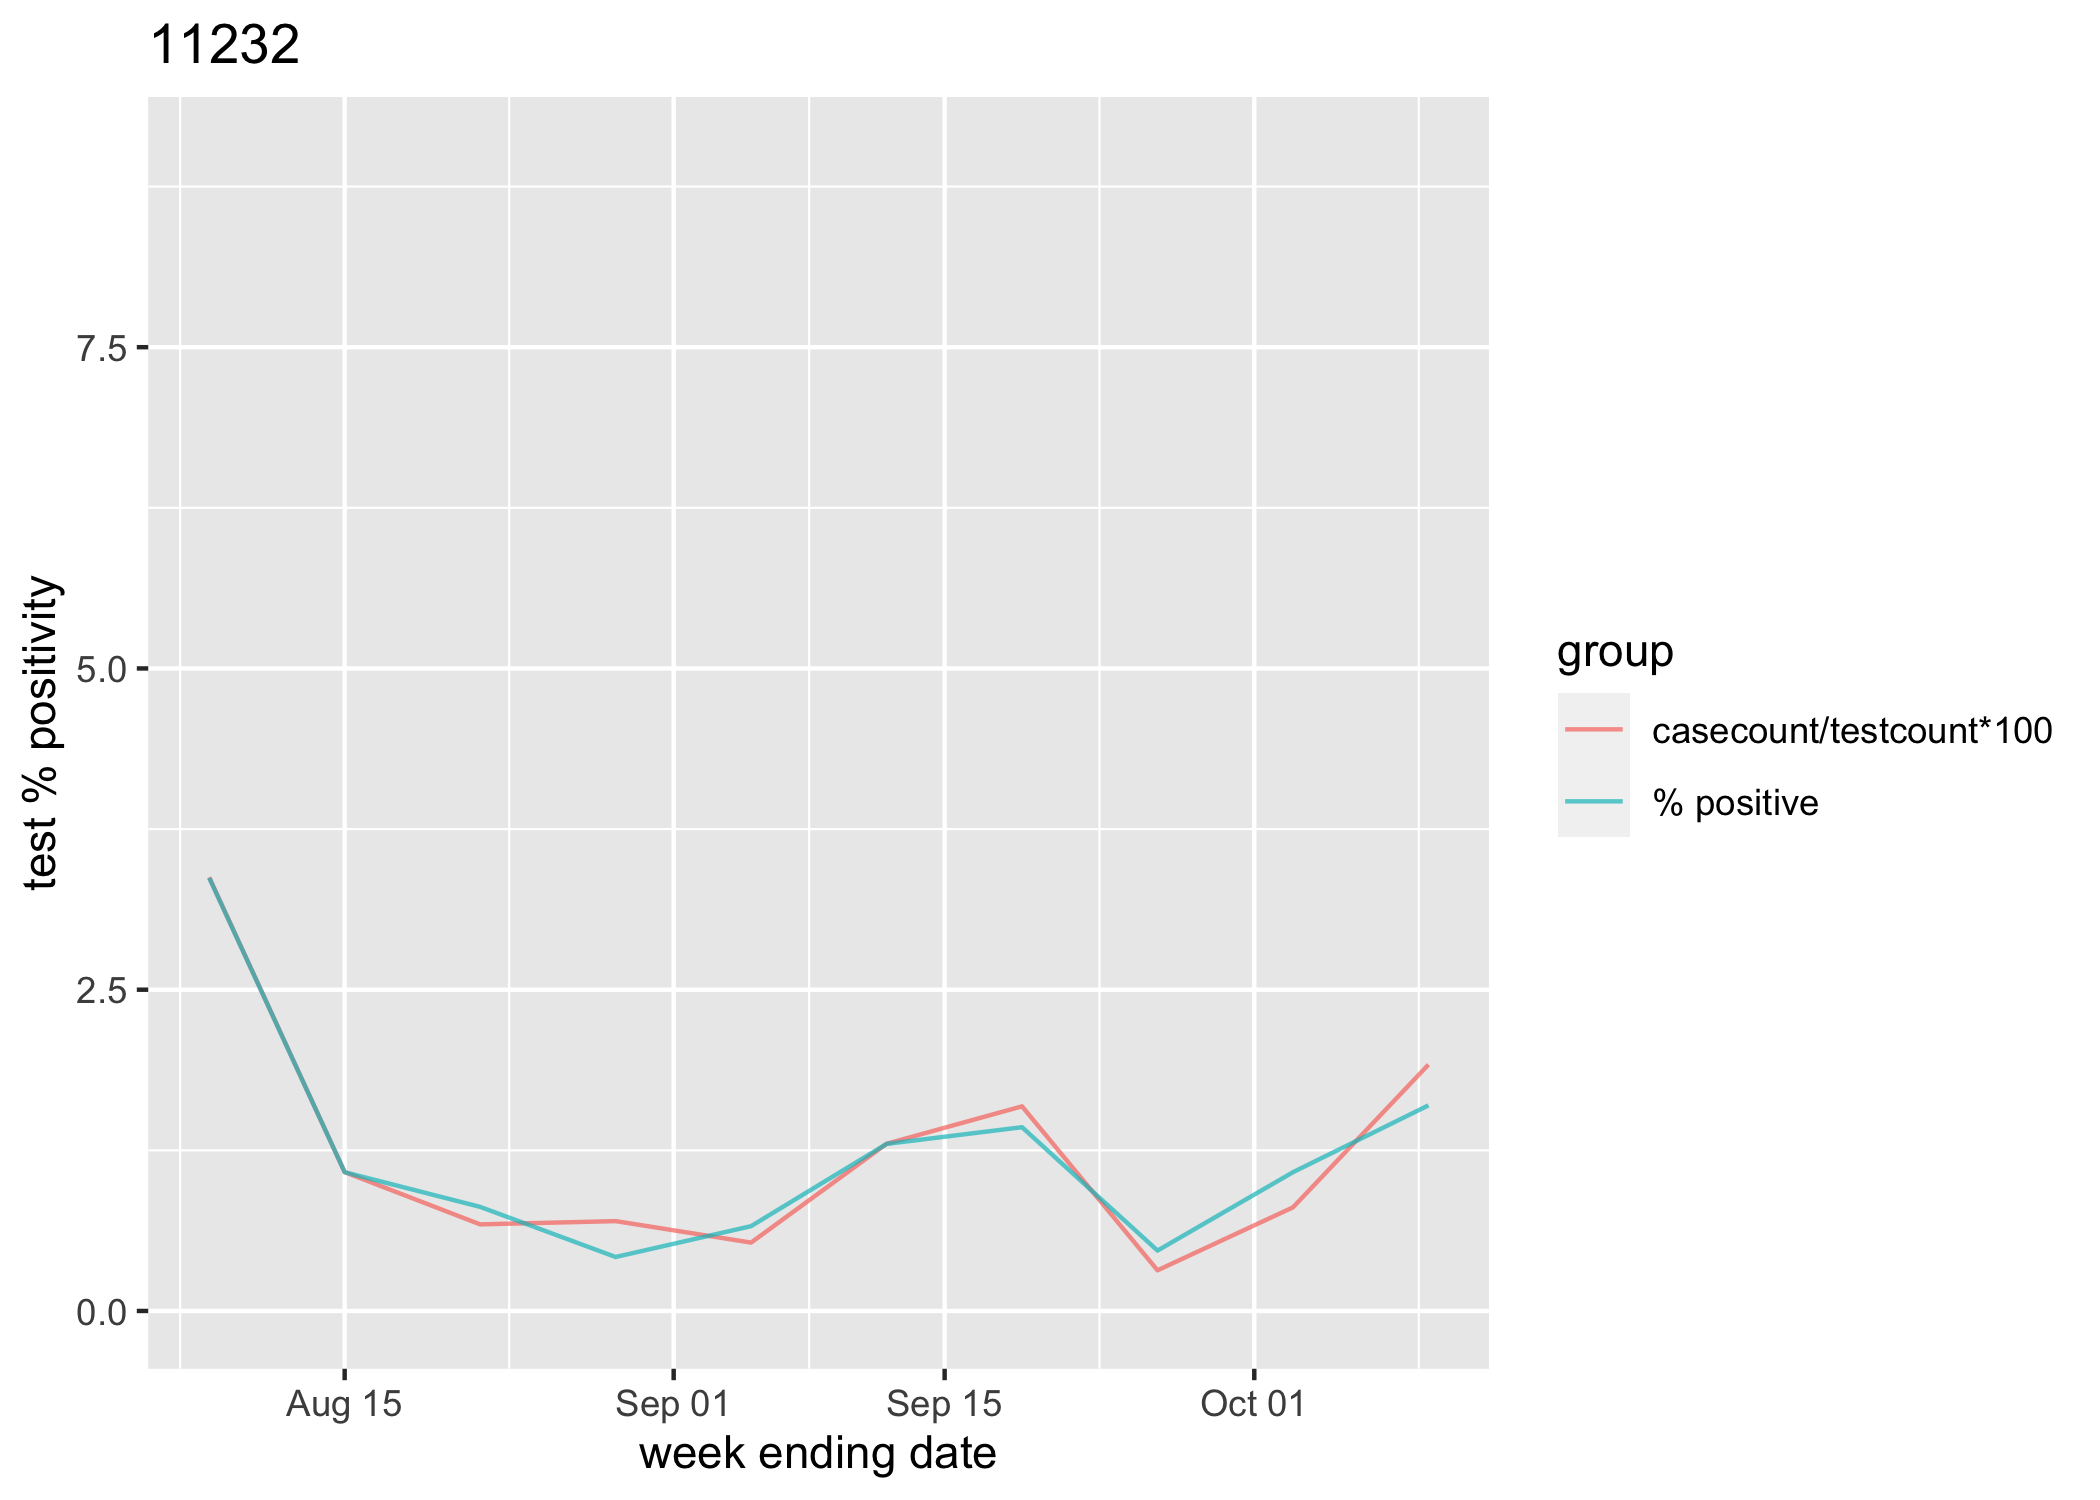 11232
test % positivity
7.5
5.0
2.5
0.0
Aug 15
Sep 01
Sep 15
Oct 01
week ending date
group
casecount/testcount*100
% positive